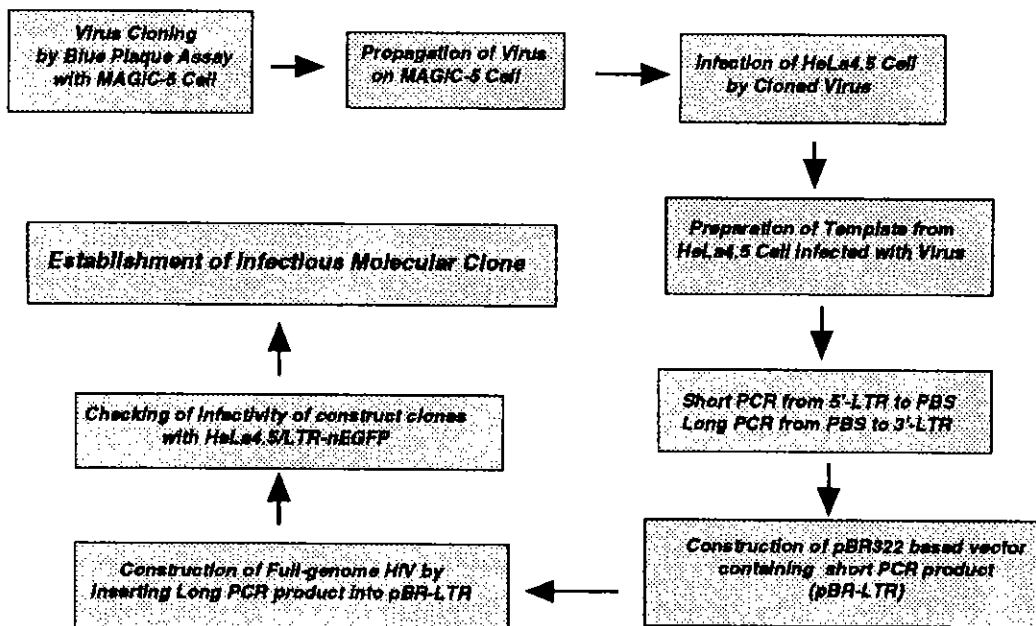 Virus Cloning
by Blue Plaque Assay
with MAGIC-5 Cell
Propagation of Virus
on MAGIC-5 Cell
Infection of HeLa4.5 Cell
by Cloned Virus
Preparation of Template from
HeLa4.5 Cell Infected with Virus
Short PCR from 5'-LTR to PBS
Long PCR from PBS to 3'-LTR
Construction of pBR322 based vector
containing short PCR product
(pBR-LTR)
Construction of Full-genome HIV by
Inserting Long PCR product into pBR-LTR
Checking of Infectivity of construct clones
with HeLa4.5/LTR-nEGFP
Establishment of Infectious Molecular Clone